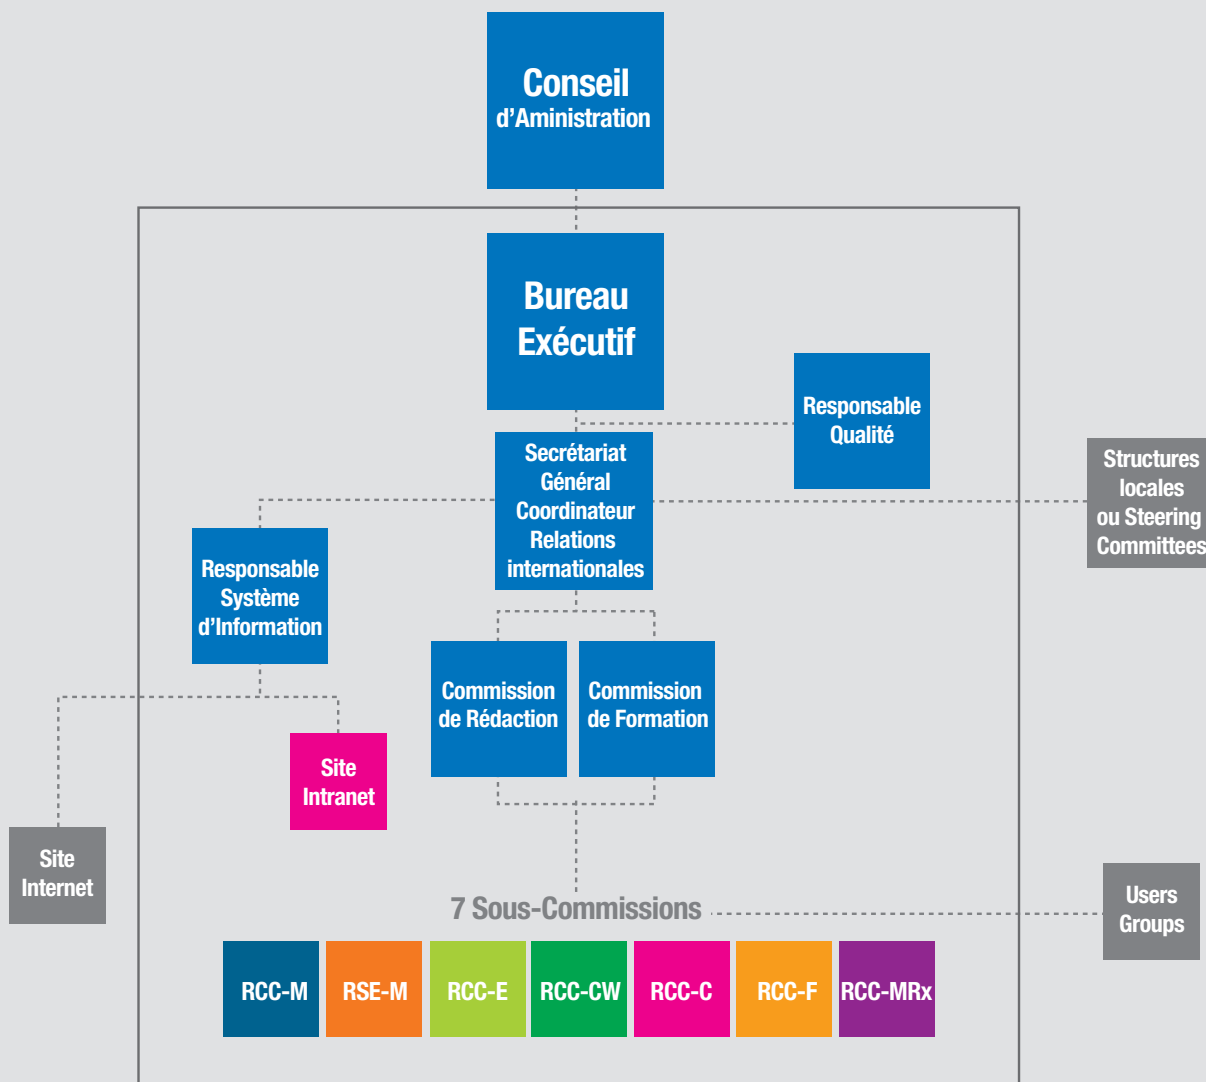 Conseil
d'Aministration
Bureau
Exécutif
Responsable
Qualité
Secrétariat
Général
Coordinateur
Relations
internationales
Structures
locales
ou Steering
Committees
Responsable
Système
d'Information
Commission
de Rédaction
Commission
de Formation
Site
Intranet
Site
Internet
7 Sous-Commissions
Users
Groups
RCC-M
RSE-M
RCC-E
RCC-CW
RCC-C
RCC-F
RCC-MRx